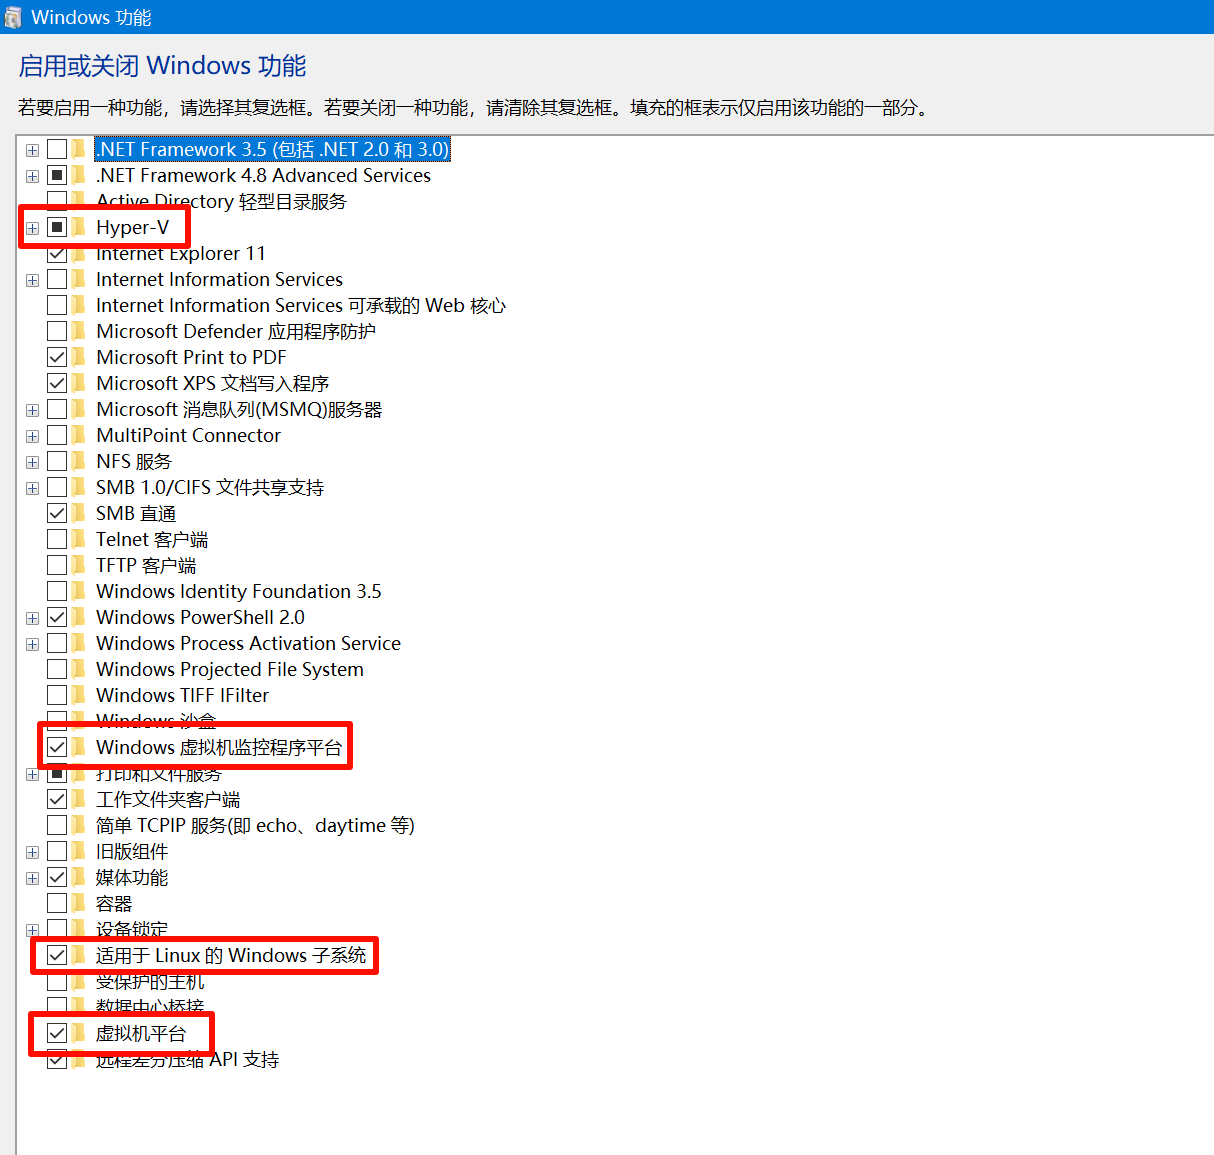 Windows 功能
启用或关闭 Windows 功能
若要启用一种功能，请选择其复选框。若要关闭一种功能，请清除其复选框。填充的框表示仅启用该功能的一部分。
.NET Framework 3.5 (包括 .NET 2.0 和 3.0)
.NET Framework 4.8 Advanced Services
Active Directory 轻型目录服务
Hyper-V
Internet Explorer 11
Internet Information Services
Internet Information Services 可承载的 Web 核心
Microsoft Defender 应用程序防护
Microsoft Print to PDF
Microsoft XPS 文档写入程序
Microsoft 消息队列(MSMQ)服务器
MultiPoint Connector
NFS 服务
SMB 1.0/CIFS 文件共享支持
SMB 直通
Telnet 客户端
TFTP 客户端
Windows Identity Foundation 3.5
Windows PowerShell 2.0
Windows Process Activation Service
Windows Projected File System
Windows TIFF IFilter
Windows 沙盒
Windows 虚拟机监控程序平台
打印和文件服务
工作文件夹客户端
简单 TCPIP 服务(即 echo、daytime 等)
旧版组件
媒体功能
容器
设备锁定
适用于 Linux 的 Windows 子系统
受保护的主机
数据中心桥接
虚拟机平台
远程差分压缩 API 支持